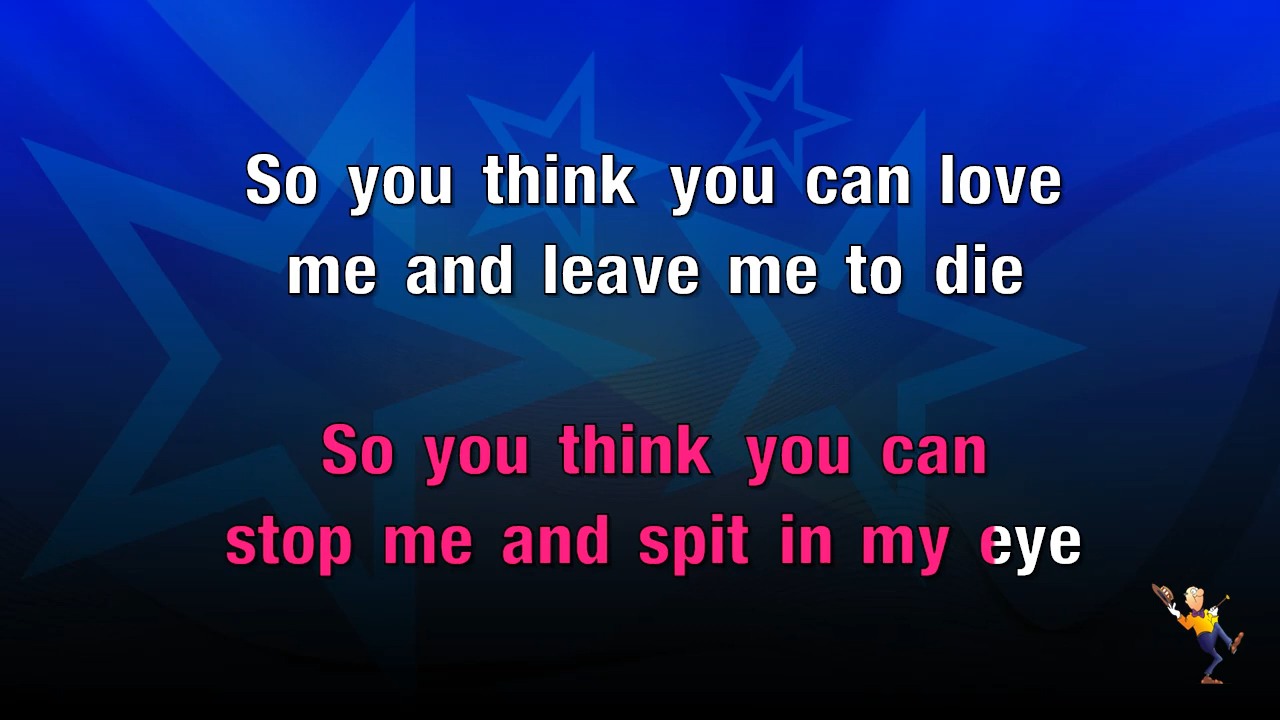 So you think you can love
me and leave me to die
So you think you can
stop me and spit in my eye